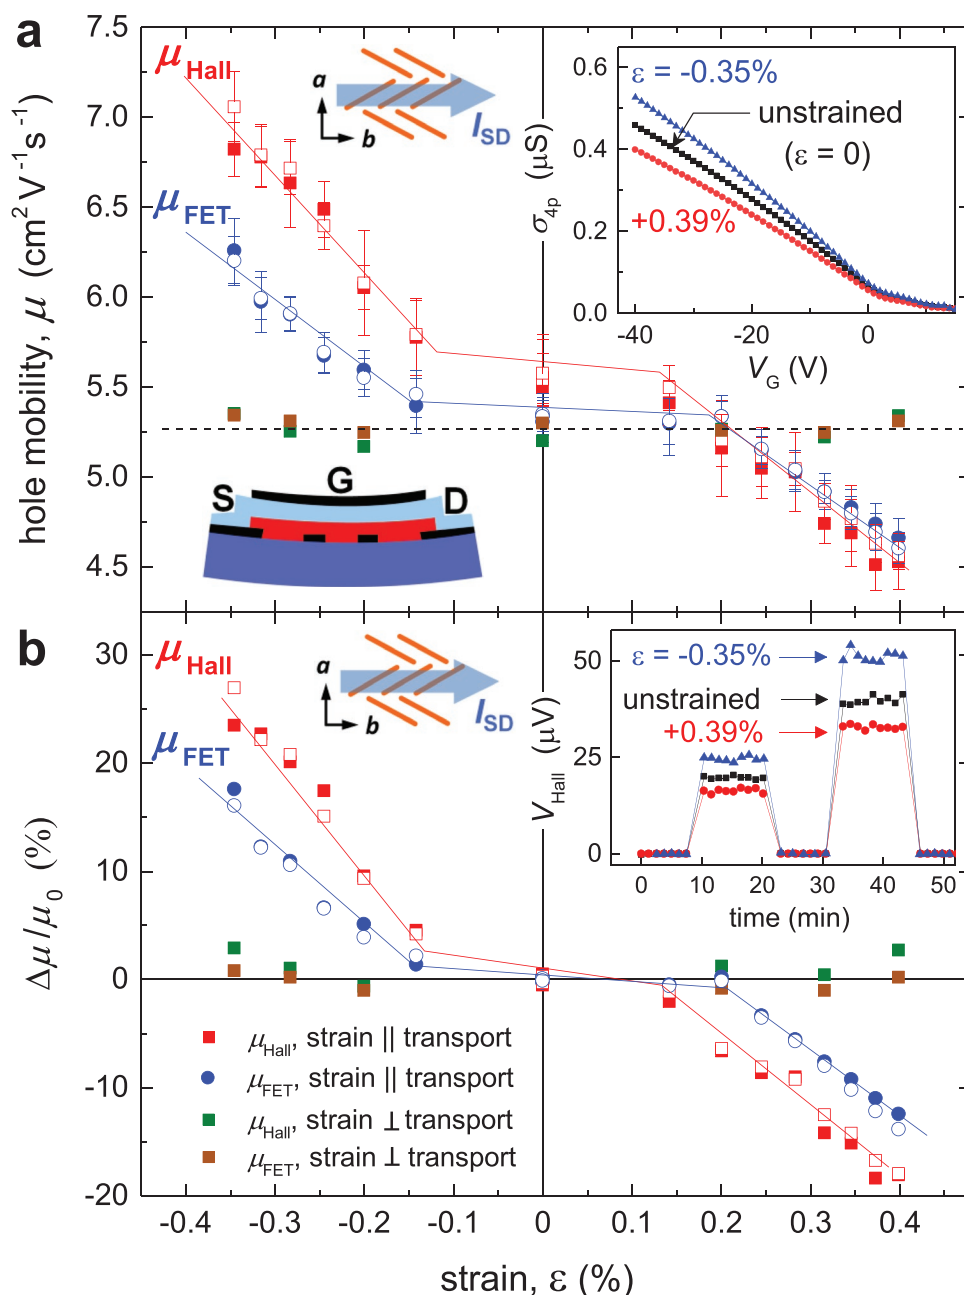 a
7.5
7.0
6.5
6.0
5.5
5.0
4.5
hole mobility, μ (cm² V⁻¹s⁻¹)
μHall
μFET
a
b
ISD
S
G
D
0.6
0.4
0.2
0.0
σ4p (μS)
ε = -0.35%
unstrained
(ε = 0)
+0.39%
-40
-20
0
VG (V)
b
30
20
10
0
-10
-20
Δμ/μ0 (%)
μHall
μFET
a
b
ISD
50
25
0
VHall (μV)
ε = -0.35%
unstrained
+0.39%
0
10
20
30
40
50
time (min)
μHall, strain || transport
μFET, strain || transport
μHall, strain ⊥ transport
μFET, strain ⊥ transport
-0.4
-0.3
-0.2
-0.1
0
0.1
0.2
0.3
0.4
strain, ε (%)